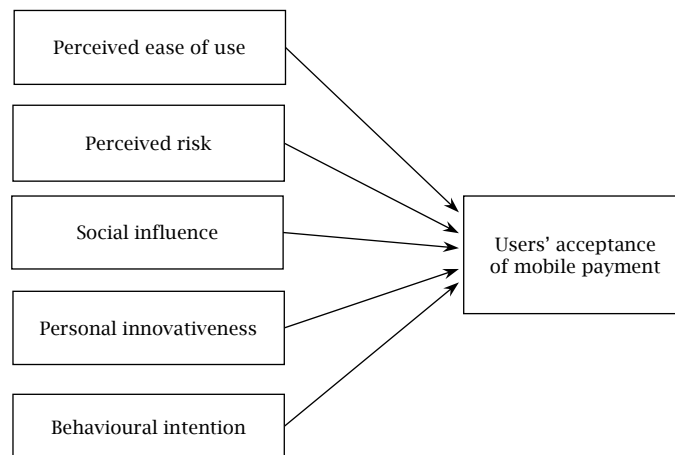 Perceived ease of use
Perceived risk
Social influence
Personal innovativeness
Behavioural intention
Users’ acceptance
of mobile payment